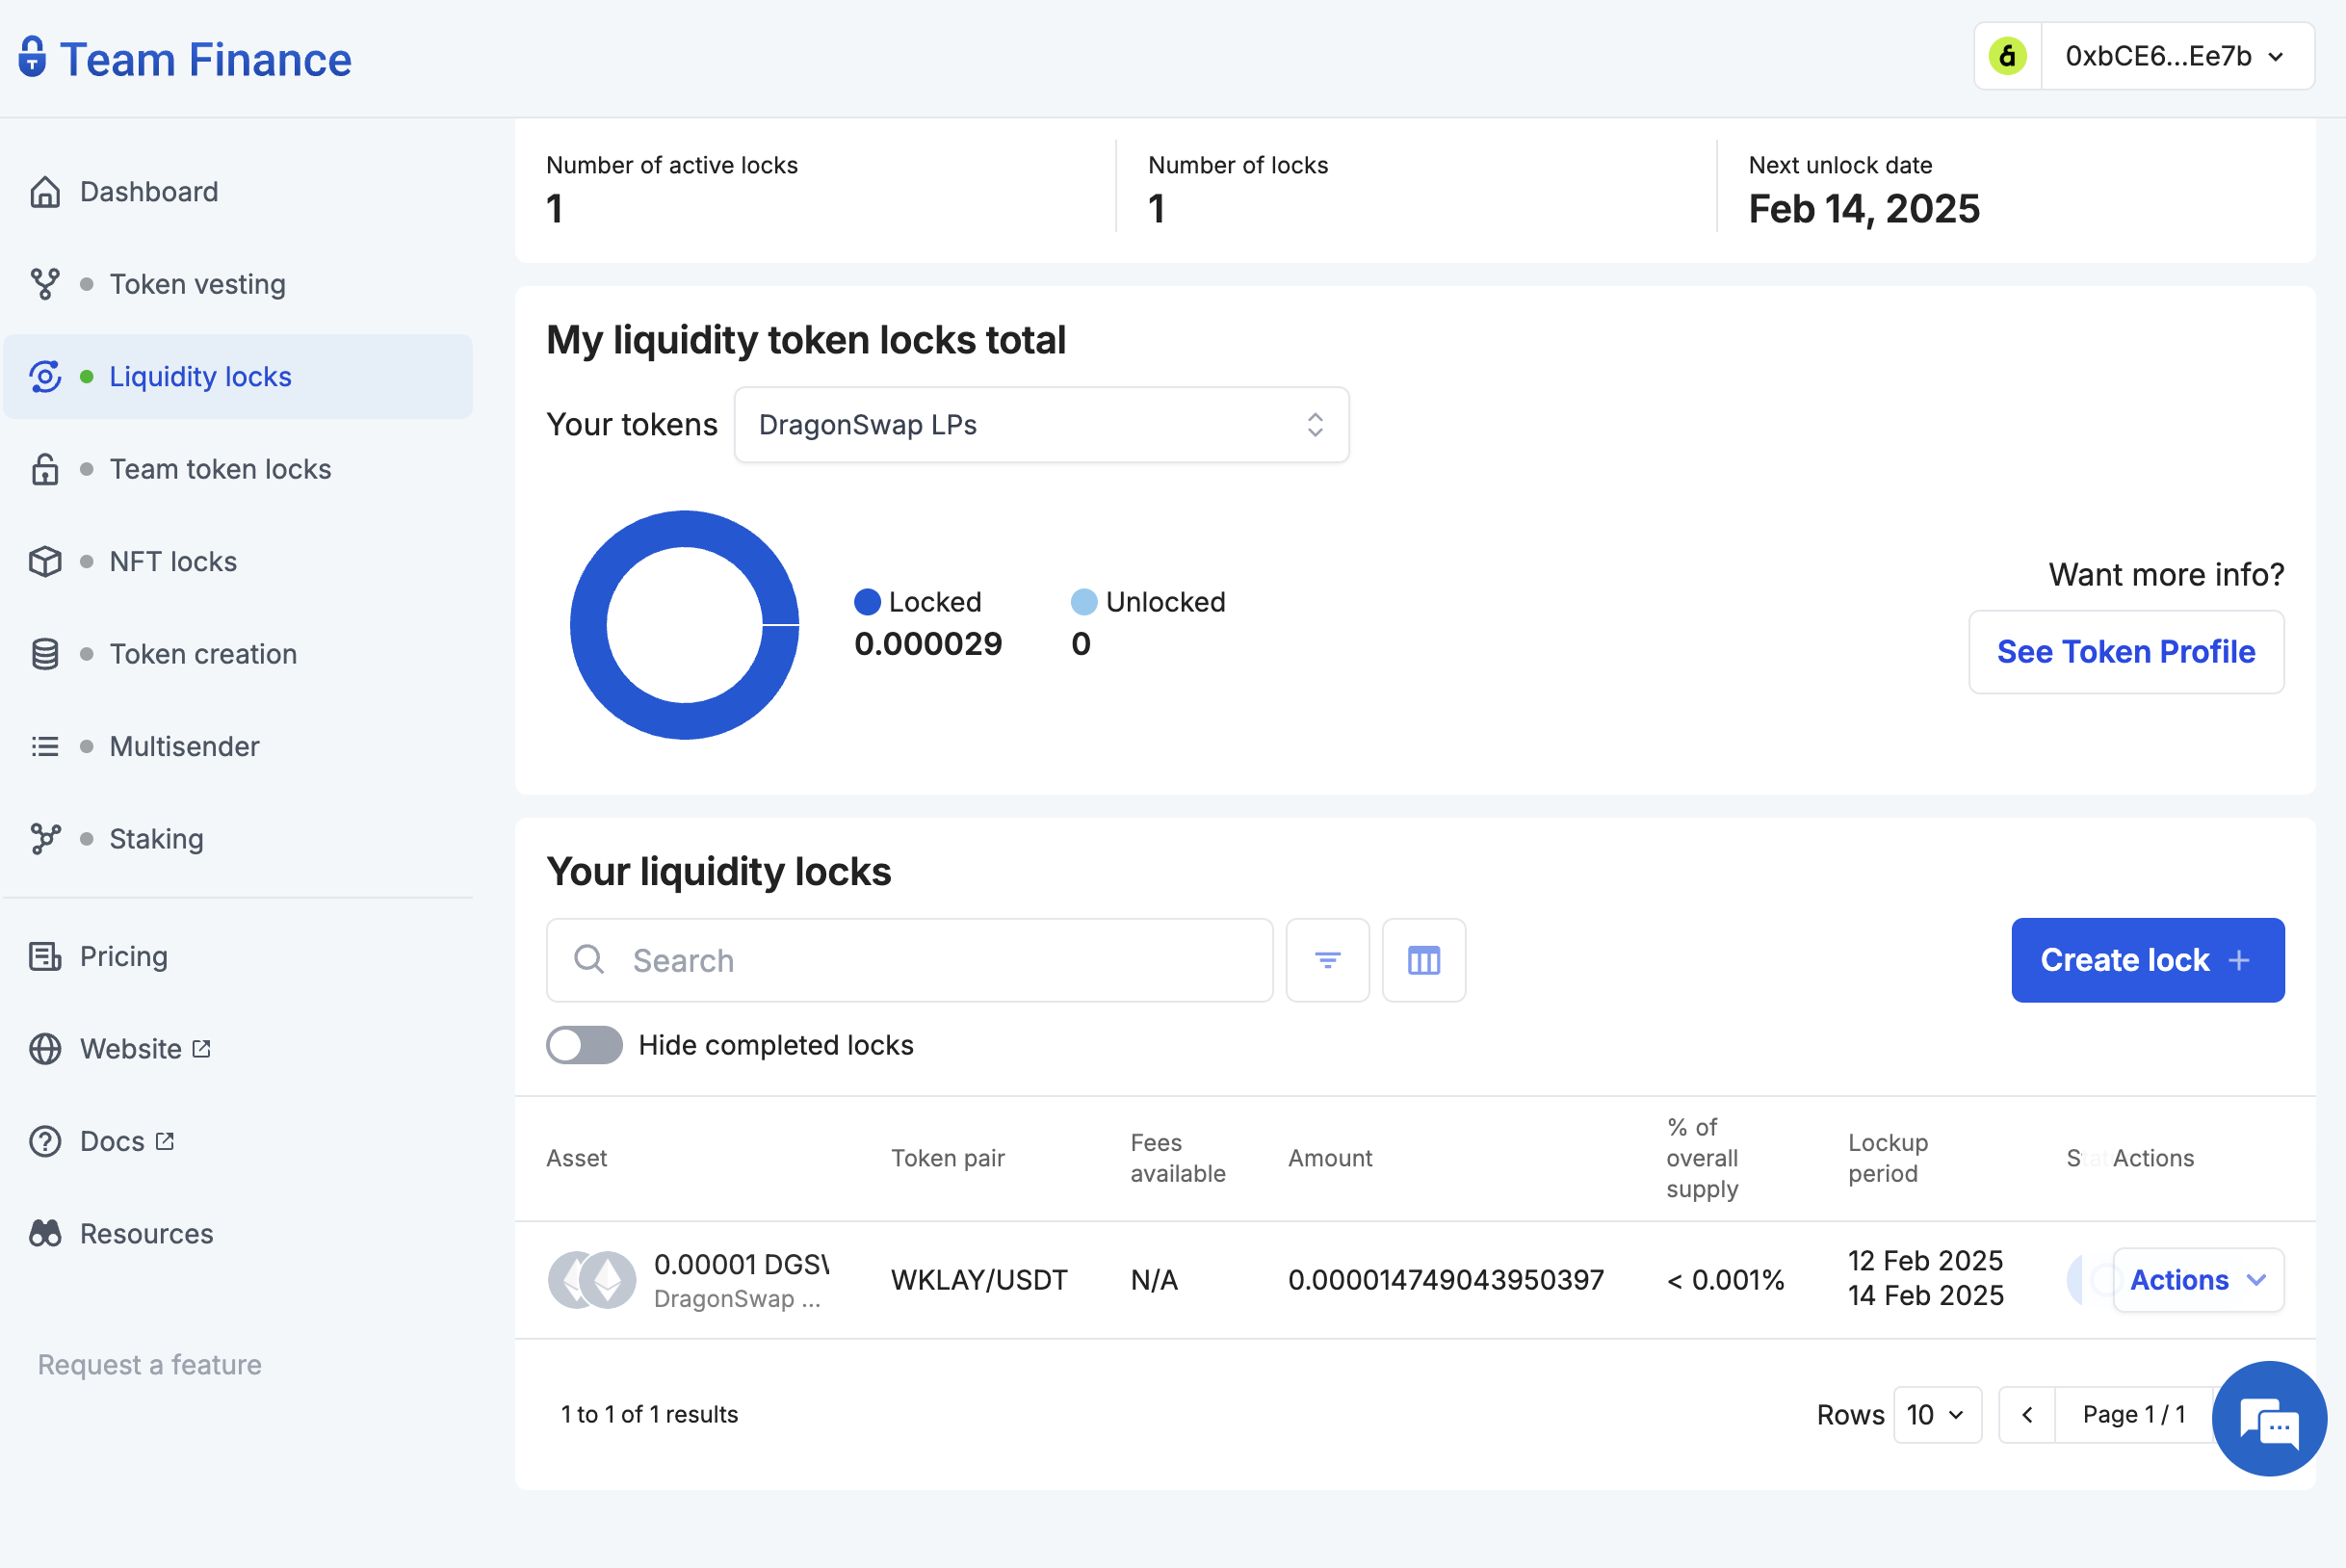 Team Finance
0xbCE6...Ee7b
Dashboard
Token vesting
Liquidity locks
Team token locks
NFT locks
Token creation
Multisender
Staking
Pricing
Website
Docs
Resources
Request a feature
Number of active locks
1
Number of locks
1
Next unlock date
Feb 14, 2025
My liquidity token locks total
Your tokens
DragonSwap LPs
Locked
0.000029
Unlocked
0
Want more info?
See Token Profile
Your liquidity locks
Search
Create lock
Hide completed locks
Asset
Token pair
Fees
available
Amount
% of
overall
supply
Lockup
period
Actions
0.00001 DGS
DragonSwap ...
WKLAY/USDT
N/A
0.000014749043950397
< 0.001%
12 Feb 2025
14 Feb 2025
Actions
1 to 1 of 1 results
Rows
10
Page 1 / 1